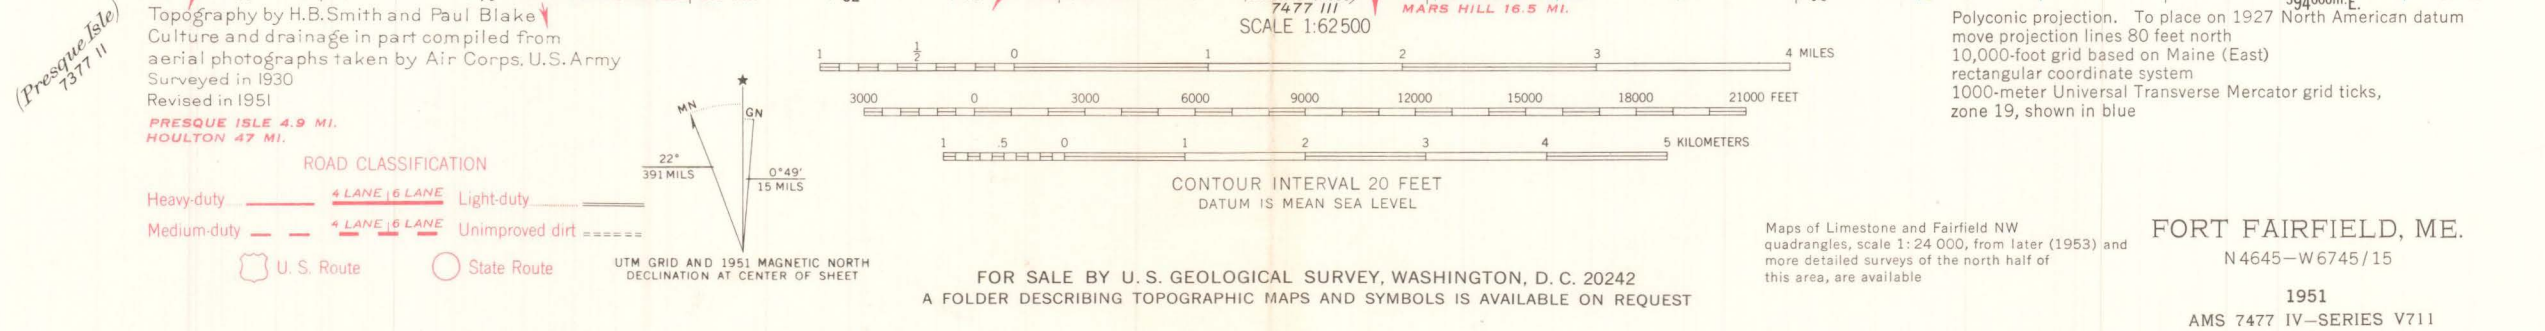 (Presque Isle)
7377 II
Topography by H.B.Smith and Paul Blake
Culture and drainage in part compiled from
aerial photographs taken by Air Corps, U.S. Army
Surveyed in 1930
Revised in 1951
PRESQUE ISLE 4.9 MI.
HOULTON 47 MI.
ROAD CLASSIFICATION
Heavy-duty 4 LANE 6 LANE Light-duty
Medium-duty 4 LANE 6 LANE Unimproved dirt
U. S. Route State Route
MN
GN
22°
391 MILS
0°49'
15 MILS
UTM GRID AND 1951 MAGNETIC NORTH
DECLINATION AT CENTER OF SHEET
7477 III
MARS HILL 16.5 MI.
SCALE 1:62500
1 ½ 0 1 2 3 4 MILES
3000 0 3000 6000 9000 12000 15000 18000 21000 FEET
1 .5 0 1 2 3 4 5 KILOMETERS
CONTOUR INTERVAL 20 FEET
DATUM IS MEAN SEA LEVEL
FOR SALE BY U. S. GEOLOGICAL SURVEY, WASHINGTON, D. C. 20242
A FOLDER DESCRIBING TOPOGRAPHIC MAPS AND SYMBOLS IS AVAILABLE ON REQUEST
594000m.E.
Polyconic projection. To place on 1927 North American datum
move projection lines 80 feet north
10,000-foot grid based on Maine (East)
rectangular coordinate system
1000-meter Universal Transverse Mercator grid ticks,
zone 19, shown in blue
Maps of Limestone and Fairfield NW
quadrangles, scale 1:24 000, from later (1953) and
more detailed surveys of the north half of
this area, are available
FORT FAIRFIELD, ME.
N4645—W6745/15
1951
AMS 7477 IV—SERIES V711